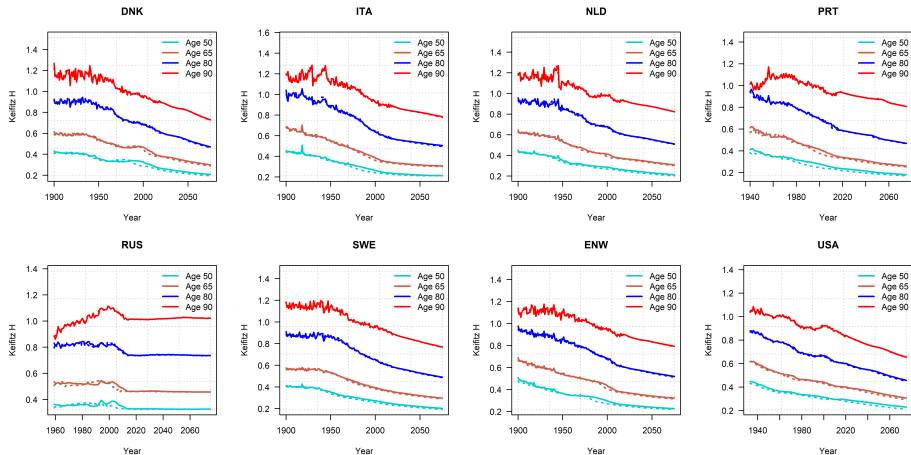 DNK
ITA
NLD
PRT
Age 50
Age 65
Age 80
Age 90
Age 50
Age 65
Age 80
Age 90
Age 50
Age 65
Age 80
Age 90
Age 50
Age 65
Age 80
Age 90
1.4
1.2
1.0
0.8
0.6
0.4
0.2
Keifitz H
1.6
1.4
1.2
1.0
0.8
0.6
0.4
0.2
Keifitz H
1.4
1.2
1.0
0.8
0.6
0.4
0.2
Keifitz H
1.4
1.2
1.0
0.8
0.6
0.4
0.2
Keifitz H
1900 1950 2000 2050
1900 1950 2000 2050
1900 1950 2000 2050
1940 1980 2020 2060
Year
Year
Year
Year
RUS
SWE
ENW
USA
Age 50
Age 65
Age 80
Age 90
Age 50
Age 65
Age 80
Age 90
Age 50
Age 65
Age 80
Age 90
Age 50
Age 65
Age 80
Age 90
1.4
1.2
1.0
0.8
0.6
0.4
Keifitz H
1.4
1.2
1.0
0.8
0.6
0.4
0.2
Keifitz H
1.4
1.2
1.0
0.8
0.6
0.4
0.2
Keifitz H
1.4
1.2
1.0
0.8
0.6
0.4
0.2
Keifitz H
1960 1980 2000 2020 2040 2060
1900 1950 2000 2050
1900 1950 2000 2050
1940 1980 2020 2060
Year
Year
Year
Year